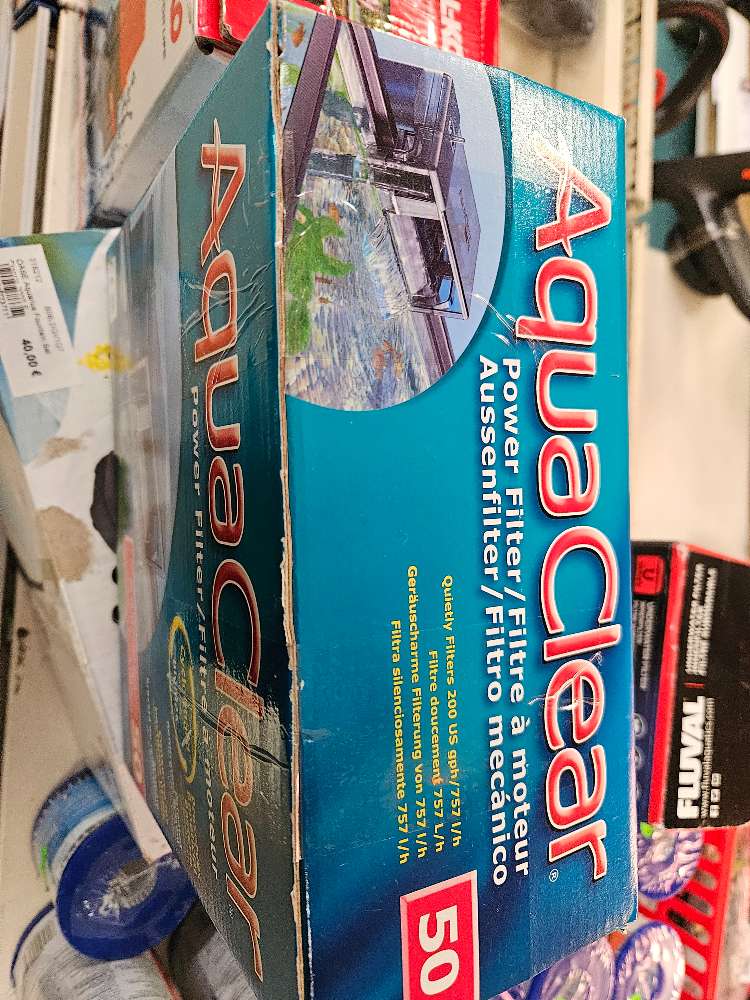 AquaClear®
Power Filter/Filtre à moteur
Aussenfilter/Filtro mecánico
Quietly Filters 200 US gph/757 l/h
Filtre doucement 757 L/h
Geräuscharme Filterung von 757 l/h
Filtra silenciosamente 757 l/h
50
AquaClear
Power Filter/Filtre à moteur
FLUVAL
40,00 €